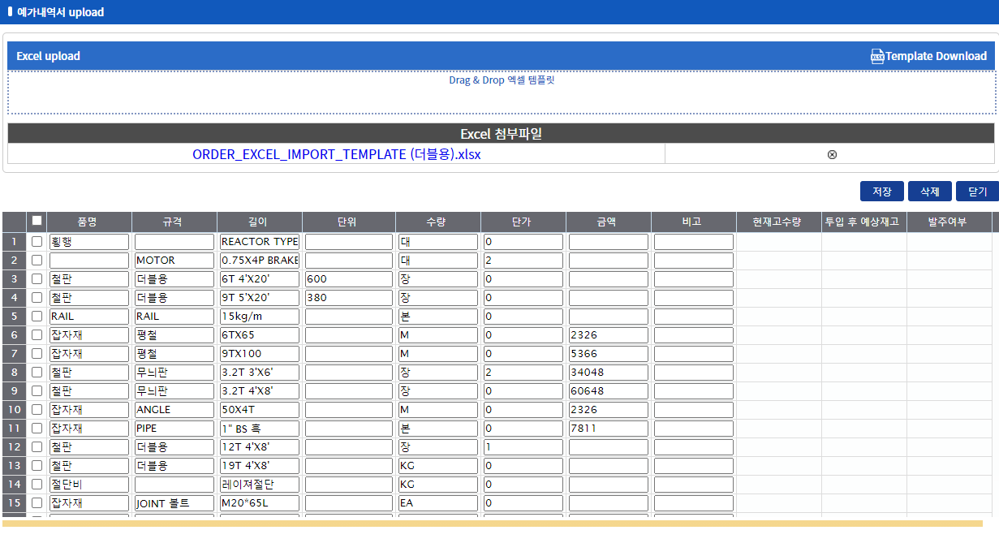 예가내역서 upload
Excel upload
XLSX Template Download
Drag & Drop 엑셀 템플릿
Excel 첨부파일
ORDER_EXCEL_IMPORT_TEMPLATE (더블용).xlsx
저장 삭제 닫기
품명 규격 길이 단위 수량 단가 금액 비고 현재고수량 투입 후 예상재고 발주여부
1 횡행 REACTOR TYPE 대 0
2 MOTOR 0.75X4P BRAKE 대 2
3 철판 더블용 6T 4'X20' 600 장 0
4 철판 더블용 9T 5'X20' 380 장 0
5 RAIL RAIL 15kg/m 본 0
6 잡자재 평철 6TX65 M 0 2326
7 잡자재 평철 9TX100 M 0 5366
8 철판 무늬판 3.2T 3'X6' 장 2 34048
9 철판 무늬판 3.2T 4'X8' 장 0 60648
10 잡자재 ANGLE 50X4T M 0 2326
11 잡자재 PIPE 1" BS 흑 본 0 7811
12 철판 더블용 12T 4'X8' 장 1
13 철판 더블용 19T 4'X8' KG 0
14 절단비 레이져절단 KG 0
15 잡자재 JOINT 볼트 M20*65L EA 0